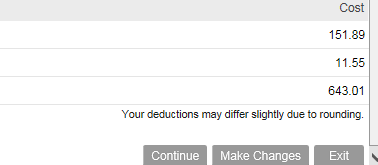 Cost
151.89
11.55
643.01
Your deductions may differ slightly due to rounding.
Continue Make Changes Exit